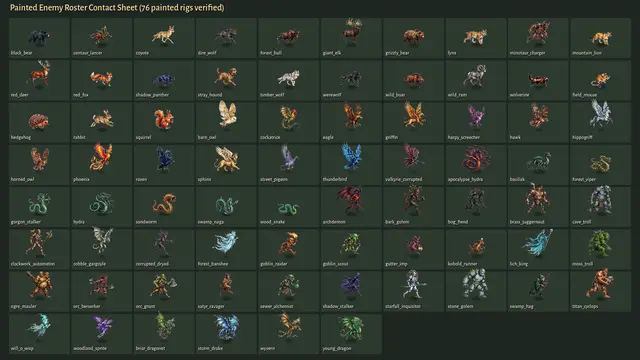 Painted Enemy Roster Contact Sheet (76 painted rigs verified)
black_bear centaur_lancer coyote dire_wolf forest_bull giant_elk grizzly_bear lynx minotaur_charger mountain_lion
red_deer red_fox shadow_panther stray_hound timber_wolf werewolf wild_boar wild_ram wolverine field_mouse
hedgehog rabbit squirrel barn_owl cockatrice eagle griffin harpy_screecher hawk hippogriff
horned_owl phoenix raven sphinx street_pigeon thunderbird valkyrie_corrupted apocalypse_hydra basilisk forest_viper
gorgon_stalker hydra sandworm swamp_naga wood_snake archdemon bark_golem bog_fiend brass_juggernaut cave_troll
clockwork_automaton cobble_gargoyle corrupted_dryad forest_banshee goblin_raider goblin_scout gutter_imp kobold_runner lich_king moss_troll
ogre_mauler orc_berserker orc_grunt satyr_ravager sewer_alchemist shadow_stalker starfall_inquisitor stone_golem swamp_hag titan_cyclops
will_o_wisp woodland_sprite briar_dragonet storm_drake wyvern young_dragon